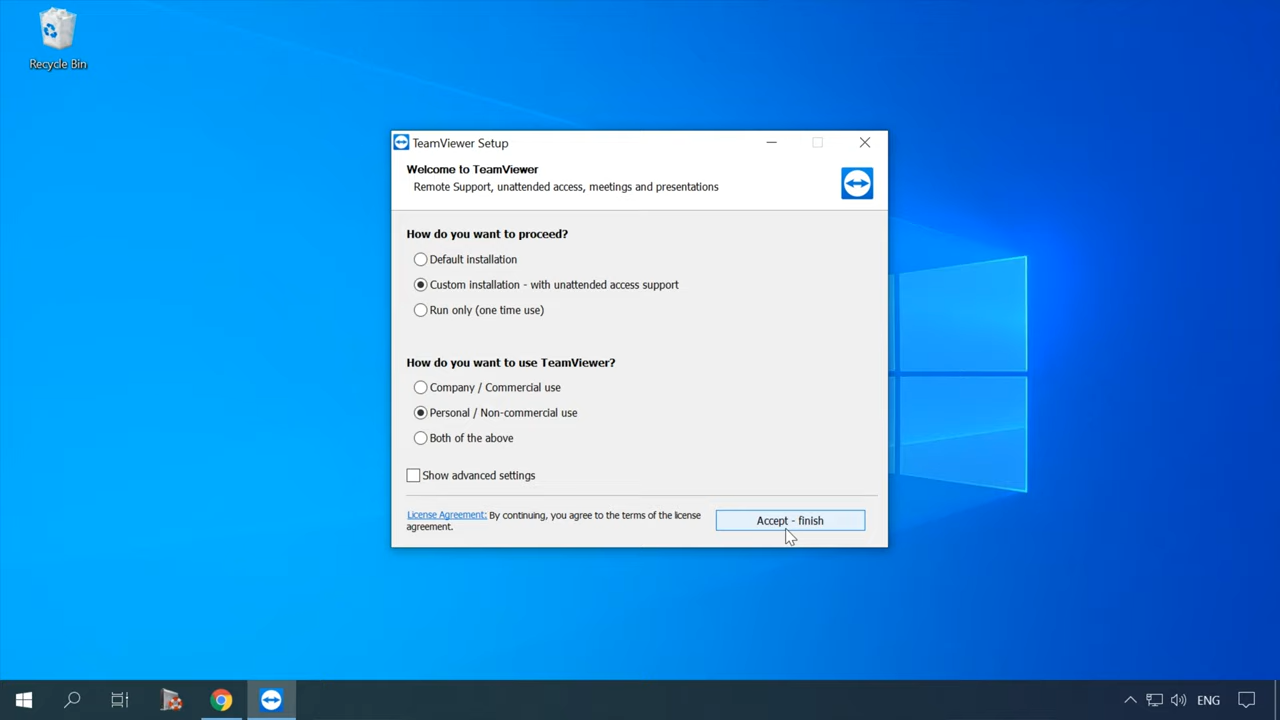 Recycle Bin
TeamViewer Setup
Welcome to TeamViewer
Remote Support, unattended access, meetings and presentations
How do you want to proceed?
Default installation
Custom installation - with unattended access support
Run only (one time use)
How do you want to use TeamViewer?
Company / Commercial use
Personal / Non-commercial use
Both of the above
Show advanced settings
License Agreement: By continuing, you agree to the terms of the license
agreement.
Accept - finish
ENG